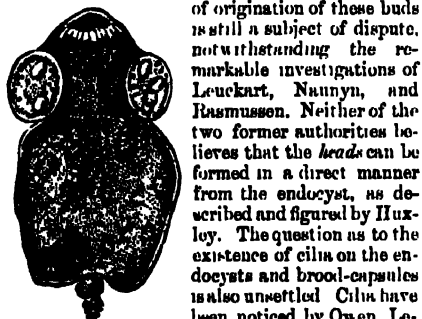 of origination of these buds
is still a subject of dispute,
notwithstanding the re-
markable investigations of
Leuckart, Naunyn, and
Rasmussen. Neither of the
two former authorities be-
lieves that the heads can be
formed in a direct manner
from the endocyst, as de-
scribed and figured by Hux-
ley. The question as to the
existence of cilia on the en-
docysts and brood-capsules
is also unsettled Cilia have
been noticed by Owen, Le-